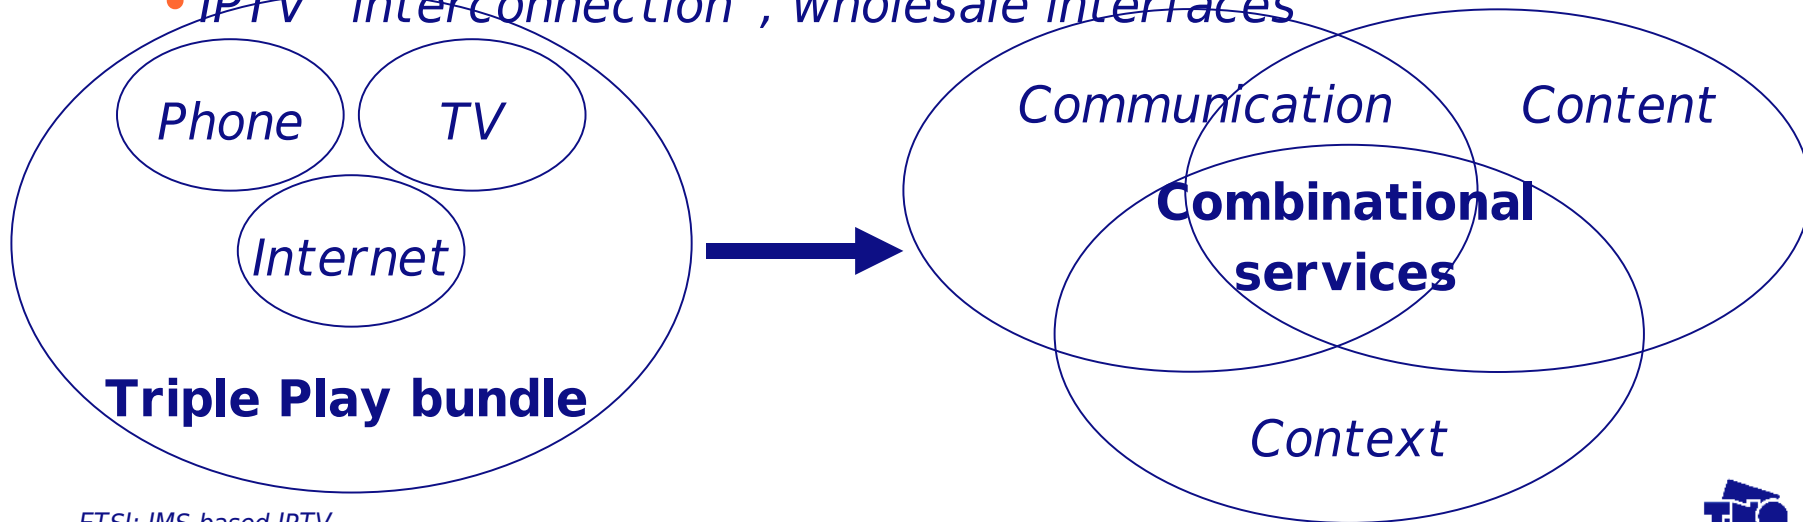 • IPTV "interconnection", wholesale interfaces
Phone TV
Internet
Triple Play bundle
Communication Content
Combinational
services
Context
ETSI: IMS-based IPTV
TNO